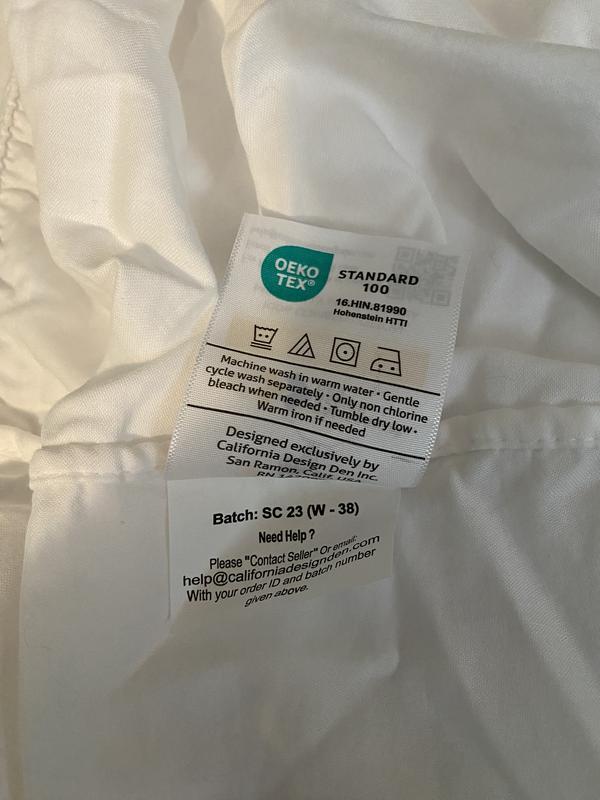 OEKO
TEX®
STANDARD
100
16.HIN.81990
Hohenstein HTTI
Machine wash in warm water • Gentle
cycle wash separately • Only non chlorine
bleach when needed • Tumble dry low •
Warm iron if needed
Designed exclusively by
California Design Den Inc.
San Ramon, Calif. USA
RN
Batch: SC 23 (W - 38)
Need Help ?
Please "Contact Seller" Or email:
help@californiadesignden.com
With your order ID and batch number
given above.